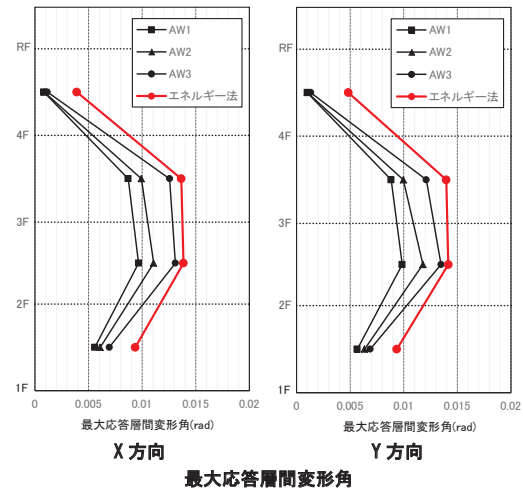 AW1
AW2
AW3
エネルギー法
RF
4F
3F
2F
1F
0
0.005
0.01
0.015
0.02
最大応答層間変形角(rad)
X 方向
AW1
AW2
AW3
エネルギー法
RF
4F
3F
2F
1F
0
0.005
0.01
0.015
0.02
最大応答層間変形角(rad)
Y 方向
最大応答層間変形角